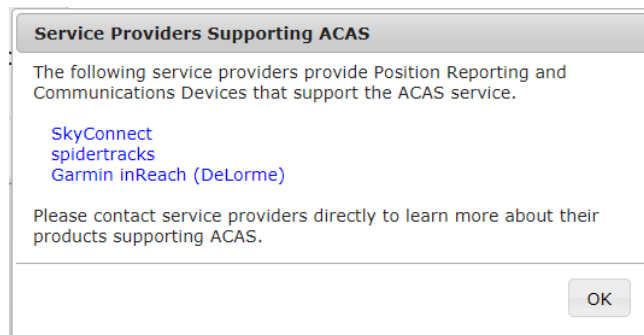 Service Providers Supporting ACAS
The following service providers provide Position Reporting and
Communications Devices that support the ACAS service.
SkyConnect
spidertracks
Garmin inReach (DeLorme)
Please contact service providers directly to learn more about their
products supporting ACAS.
OK